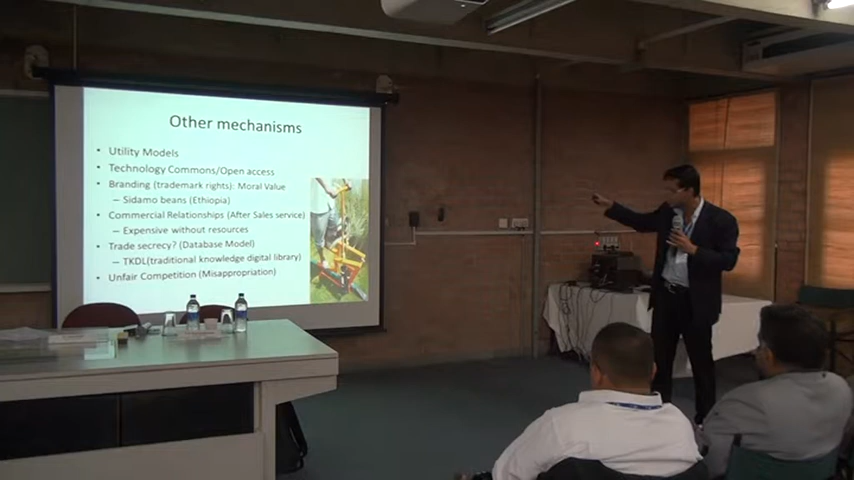 Other mechanisms
• Utility Models
• Technology Commons/Open access
• Branding (trademark rights): Moral Value
– Sidamo beans (Ethiopia)
• Commercial Relationships (After Sales service)
– Expensive without resources
• Trade secrecy? (Database Model)
– TKDL(traditional knowledge digital library)
• Unfair Competition (Misappropriation)